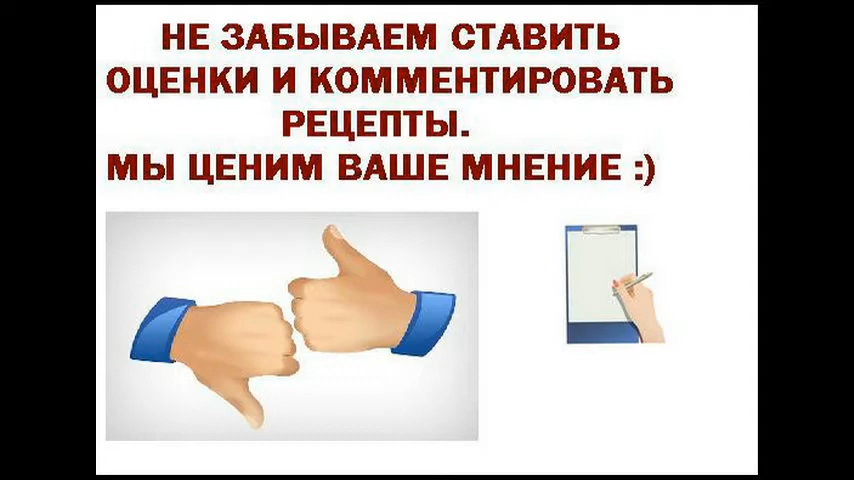 НЕ ЗАБЫВАЕМ СТАВИТЬ
ОЦЕНКИ И КОММЕНТИРОВАТЬ
РЕЦЕПТЫ.
МЫ ЦЕНИМ ВАШЕ МНЕНИЕ :)